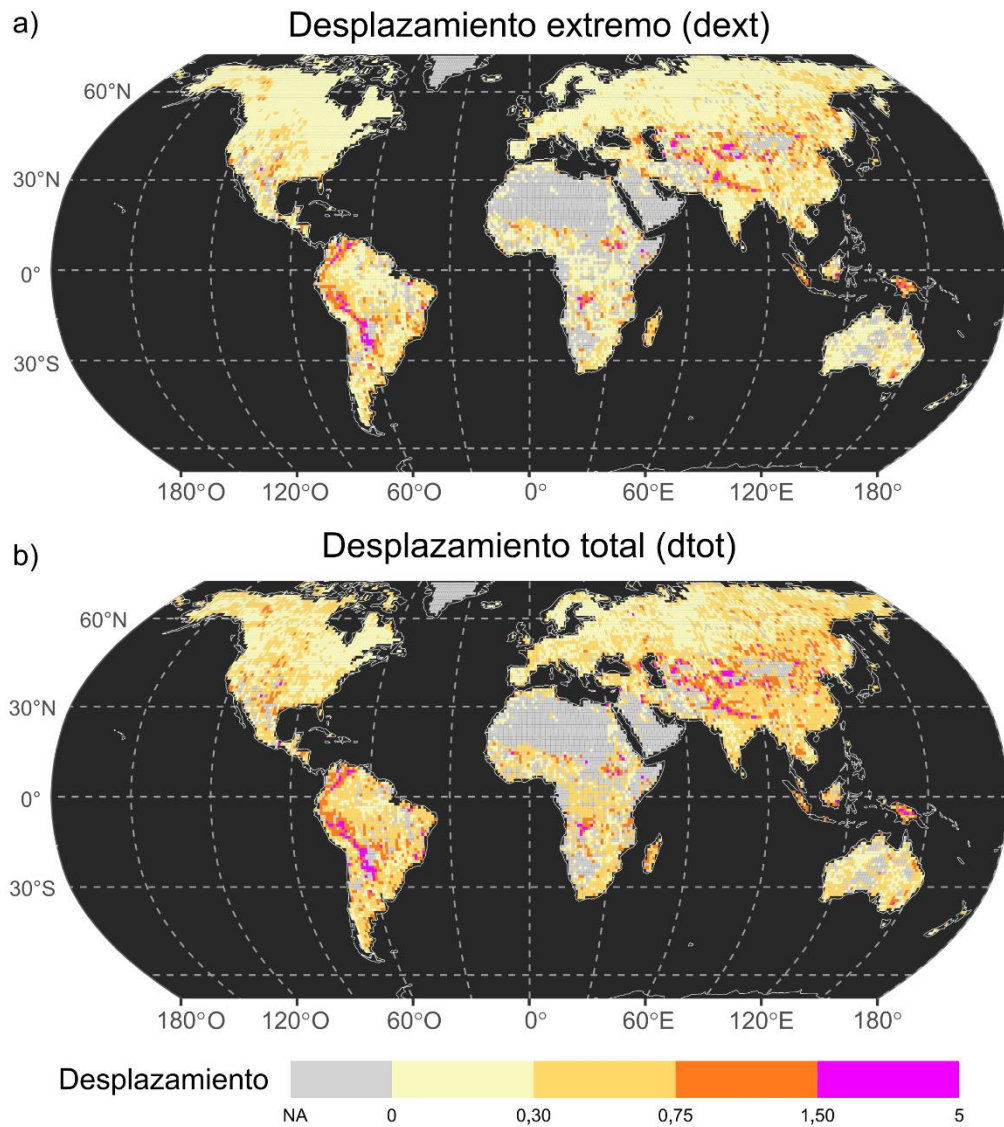 a)
Desplazamiento extremo (dext)
60°N
30°N
0°
30°S
180°O 120°O 60°O 0° 60°E 120°E 180°
b)
Desplazamiento total (dtot)
60°N
30°N
0°
30°S
180°O 120°O 60°O 0° 60°E 120°E 180°
Desplazamiento
NA 0 0,30 0,75 1,50 5